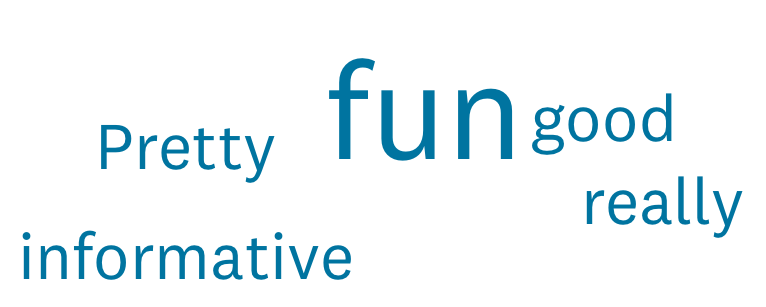 fun
good
Pretty
really
informative